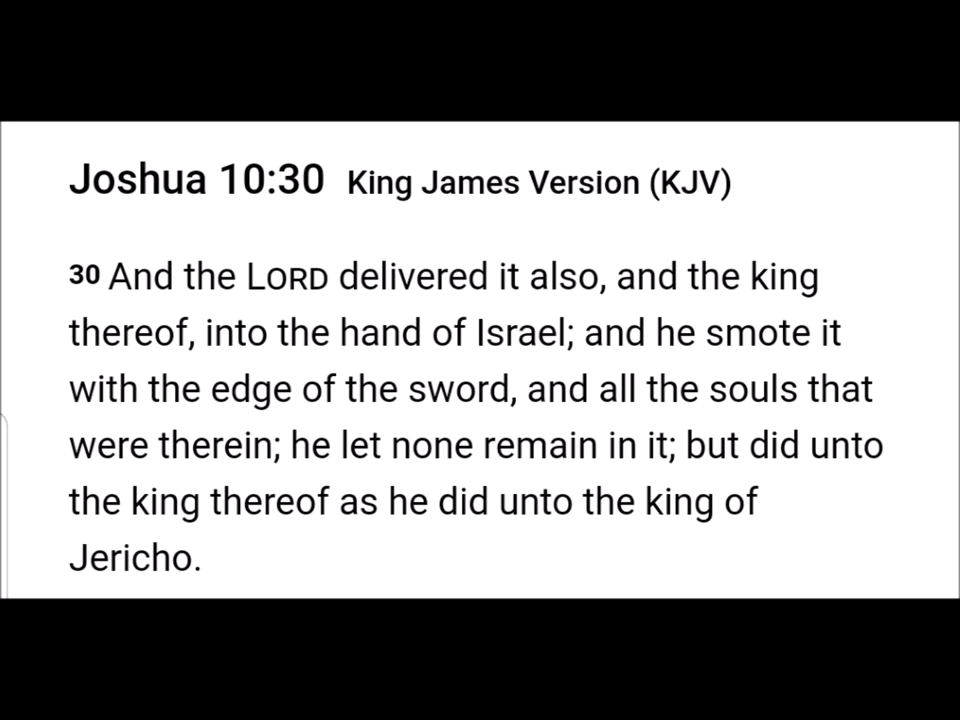 Joshua 10:30 King James Version (KJV)
30 And the LORD delivered it also, and the king
thereof, into the hand of Israel; and he smote it
with the edge of the sword, and all the souls that
were therein; he let none remain in it; but did unto
the king thereof as he did unto the king of
Jericho.